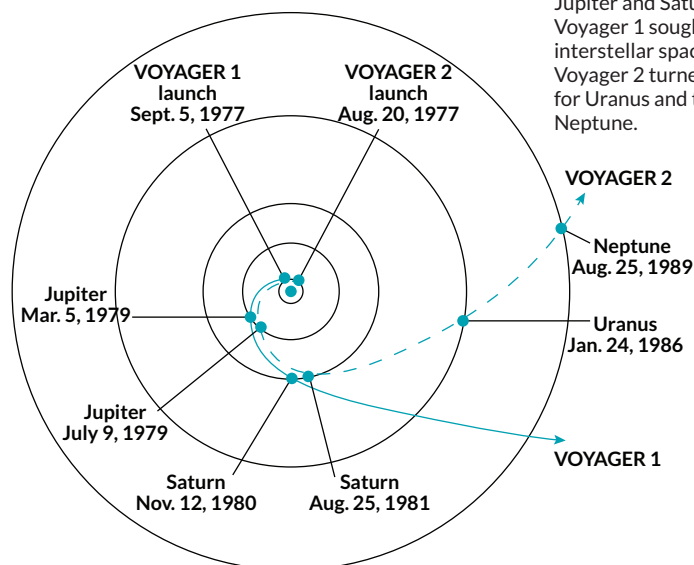 Jupiter and Satu
Voyager 1 sough
interstellar spac
Voyager 2 turne
for Uranus and t
Neptune.
VOYAGER 1
launch
Sept. 5, 1977
VOYAGER 2
launch
Aug. 20, 1977
VOYAGER 2
Neptune
Aug. 25, 1989
Jupiter
Mar. 5, 1979
Uranus
Jan. 24, 1986
Jupiter
July 9, 1979
VOYAGER 1
Saturn
Nov. 12, 1980
Saturn
Aug. 25, 1981